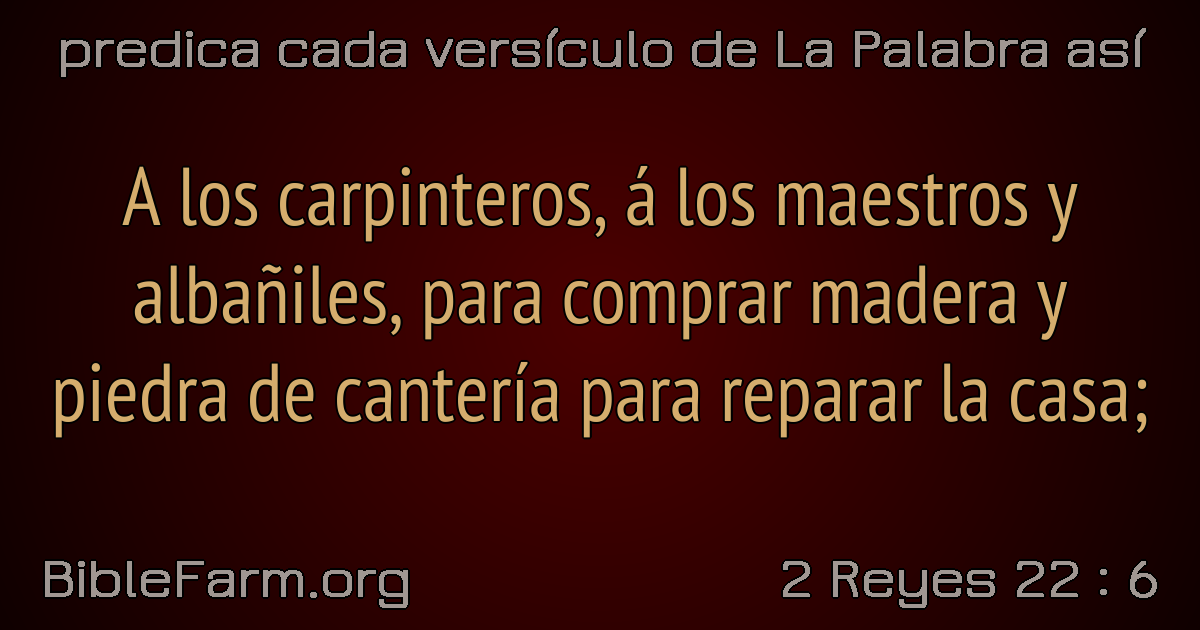 predica cada versículo de La Palabra así
A los carpinteros, á los maestros y
albañiles, para comprar madera y
piedra de cantería para reparar la casa;
BibleFarm.org
2 Reyes 22 : 6